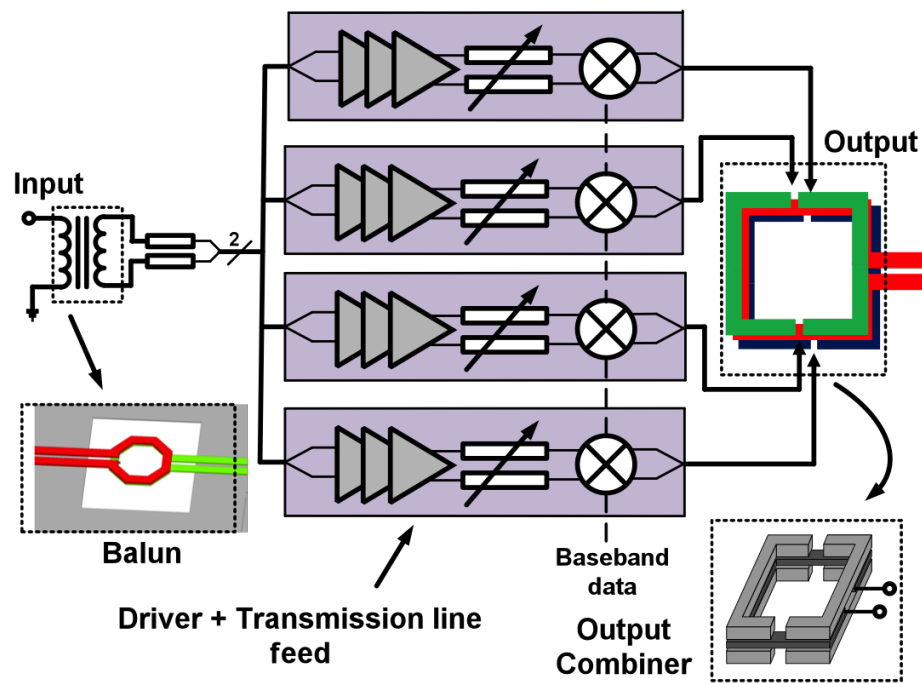 Input
2
Output
Balun
Driver + Transmission line
feed
Baseband
data
Output
Combiner